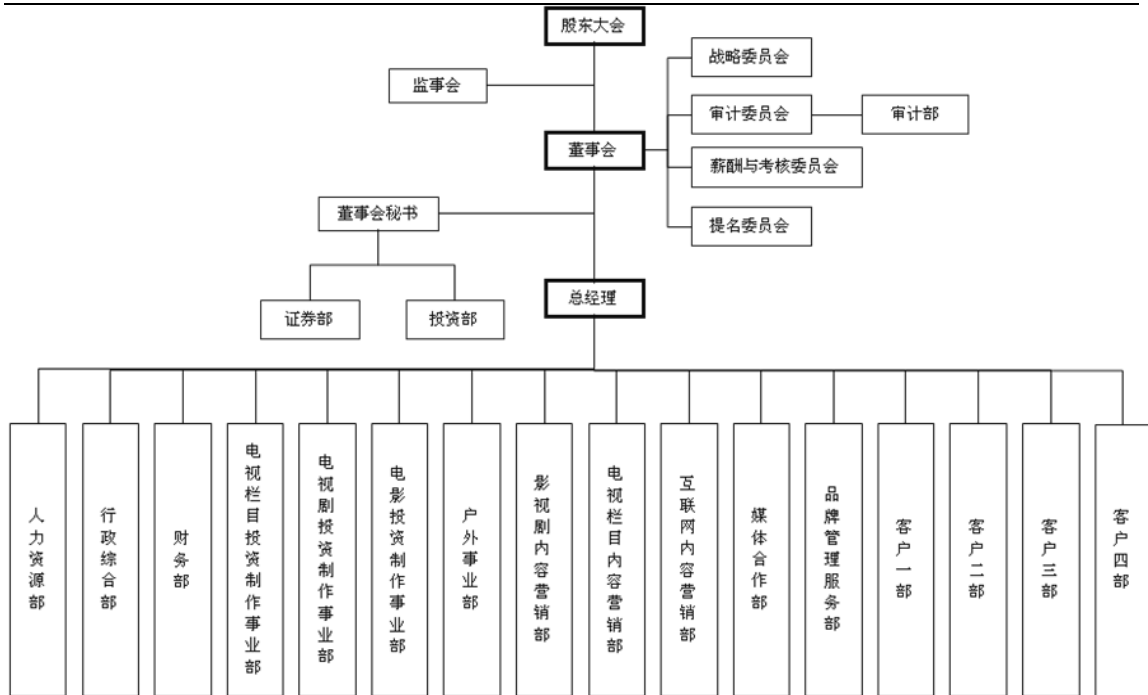 股东大会
战略委员会
监事会
审计委员会
审计部
董事会
薪酬与考核委员会
董事会秘书
提名委员会
总经理
证券部
投资部
人力资源部
行政综合部
财务部
电视栏目投资制作事业部
电视剧投资制作事业部
电影投资制作事业部
户外事业部
影视剧内容营销部
电视栏目内容营销部
互联网内容营销部
媒体合作部
品牌管理服务部
客户一部
客户二部
客户三部
客户四部